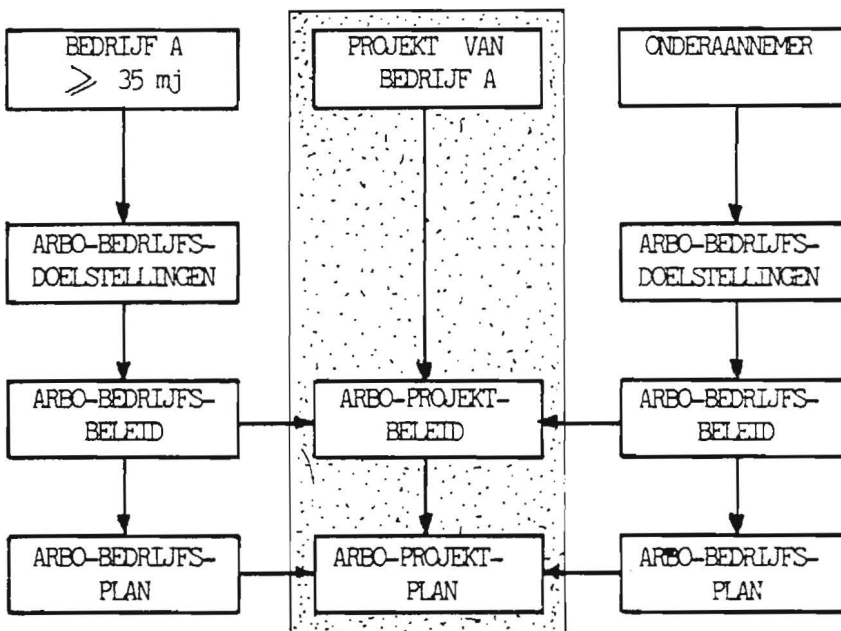 BEDRIJF A
⩾ 35 mj
PROJEKT VAN
BEDRIJF A
ONDERAANNEMER
ARBO-BEDRIJFS-
DOELSTELLINGEN
ARBO-BEDRIJFS-
DOELSTELLINGEN
ARBO-BEDRIJFS-
BELEID
ARBO-PROJEKT-
BELEID
ARBO-BEDRIJFS-
BELEID
ARBO-BEDRIJFS-
PLAN
ARBO-PROJEKT-
PLAN
ARBO-BEDRIJFS-
PLAN